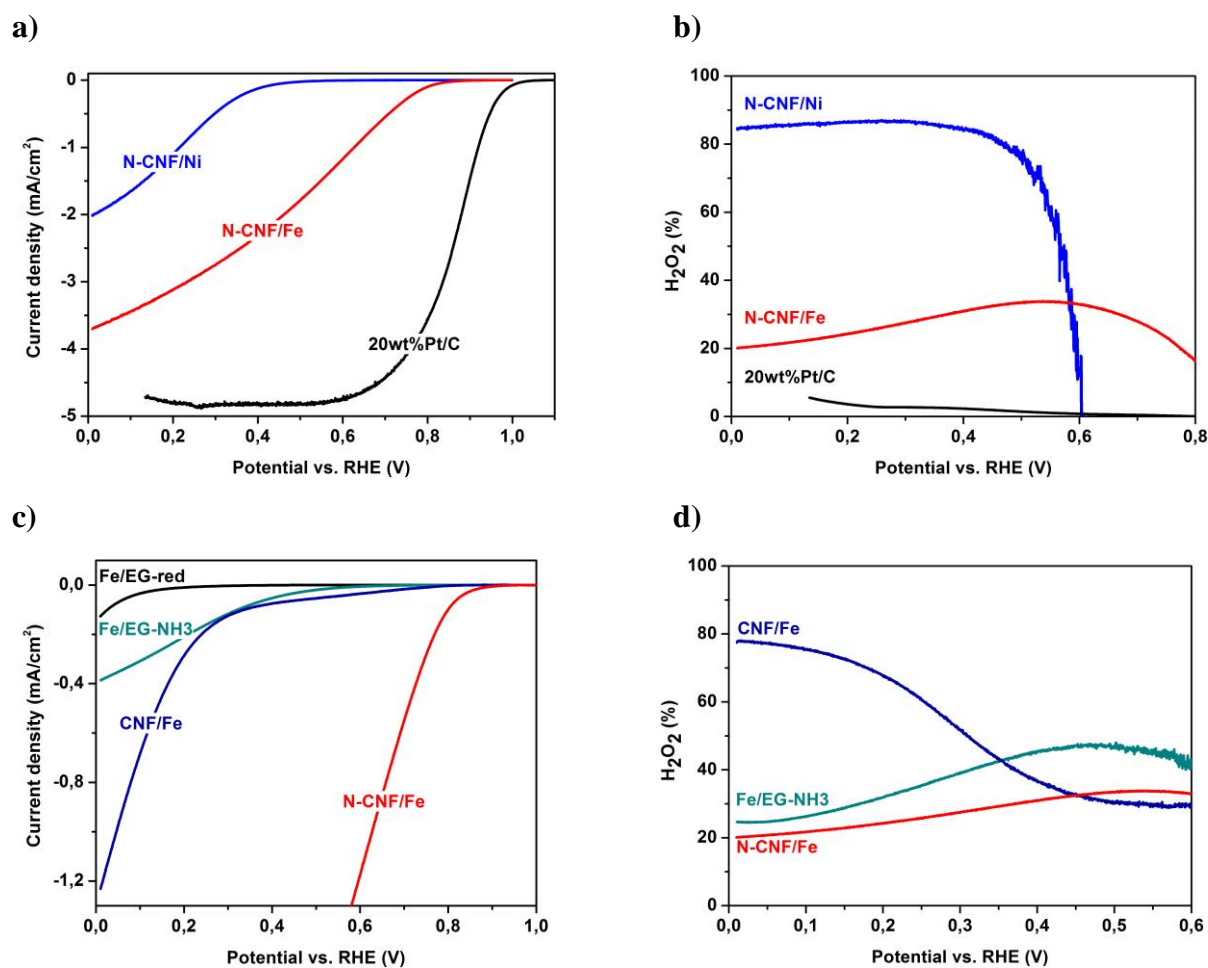 a)
0
-1
-2
-3
-4
-5
0,0
0,2
0,4
0,6
0,8
1,0
Current density (mA/cm²)
Potential vs. RHE (V)
N-CNF/Ni
N-CNF/Fe
20wt%Pt/C
b)
100
80
60
40
20
0
0,0
0,2
0,4
0,6
0,8
H₂O₂ (%)
Potential vs. RHE (V)
N-CNF/Ni
N-CNF/Fe
20wt%Pt/C
c)
0,0
-0,4
-0,8
-1,2
0,0
0,2
0,4
0,6
0,8
1,0
Current density (mA/cm²)
Potential vs. RHE (V)
Fe/EG-red
Fe/EG-NH3
CNF/Fe
N-CNF/Fe
d)
100
80
60
40
20
0
0,0
0,1
0,2
0,3
0,4
0,5
0,6
H₂O₂ (%)
Potential vs. RHE (V)
CNF/Fe
Fe/EG-NH3
N-CNF/Fe